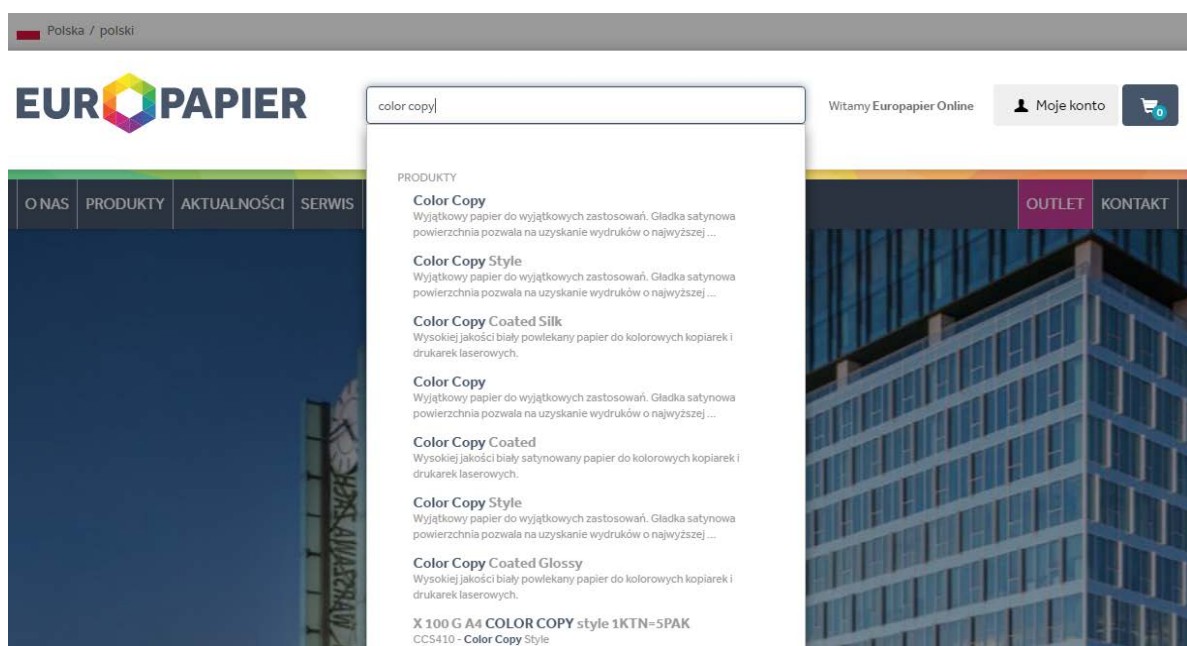 Polska / polski
EUROPAPIER
color copy
Witamy Europapier Online
Moje konto
0
O NAS
PRODUKTY
AKTUALNOŚCI
SERWIS
OUTLET
KONTAKT
PRODUKTY
Color Copy
Wyjątkowy papier do wyjątkowych zastosowań. Gładka satynowa
powierzchnia pozwala na uzyskanie wydruków o najwyższej ...
Color Copy Style
Wyjątkowy papier do wyjątkowych zastosowań. Gładka satynowa
powierzchnia pozwala na uzyskanie wydruków o najwyższej ...
Color Copy Coated Silk
Wysokiej jakości biały powlekany papier do kolorowych kopiarek i
drukarek laserowych.
Color Copy
Wyjątkowy papier do wyjątkowych zastosowań. Gładka satynowa
powierzchnia pozwala na uzyskanie wydruków o najwyższej ...
Color Copy Coated
Wysokiej jakości biały satynowany papier do kolorowych kopiarek i
drukarek laserowych.
Color Copy Style
Wyjątkowy papier do wyjątkowych zastosowań. Gładka satynowa
powierzchnia pozwala na uzyskanie wydruków o najwyższej ...
Color Copy Coated Glossy
Wysokiej jakości biały powlekany papier do kolorowych kopiarek i
drukarek laserowych.
X 100 G A4 COLOR COPY style 1KTN=5PAK
CCS410 - Color Copy Style